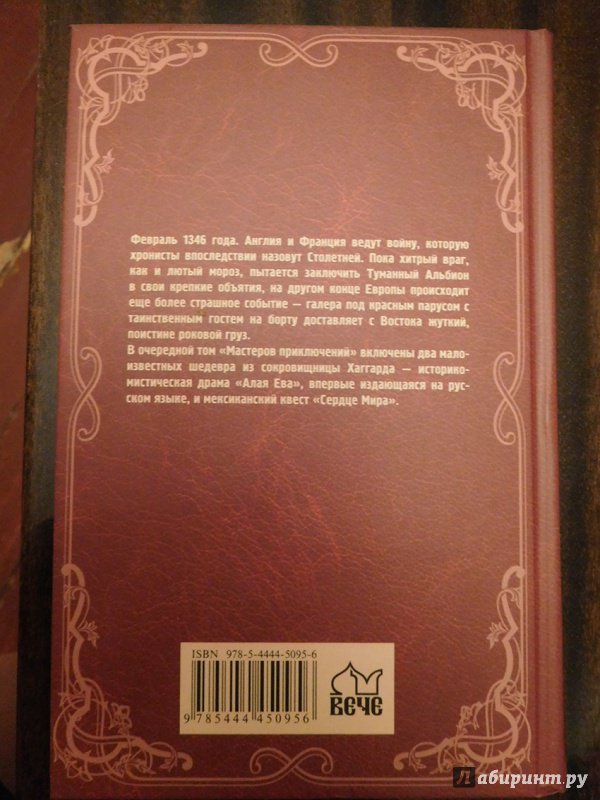 Февраль 1346 года. Англия и Франция ведут войну, которую
хронисты впоследствии назовут Столетней. Пока хитрый враг,
как и лютый мороз, пытается заключить Туманный Альбион
в свои крепкие объятия, на другом конце Европы происходит
еще более страшное событие — галера под красным парусом с
таинственным гостем на борту доставляет с Востока жуткий,
поистине роковой груз.
В очередной том «Мастеров приключений» включены два мало-
известных шедевра из сокровищницы Хаггарда — историко-
мистическая драма «Алая Ева», впервые издающаяся на рус-
ском языке, и мексиканский квест «Сердце Мира».
ISBN 978-5-4444-5095-6
9 785444 450956
ВЕЧЕ
Лабиринт.ру